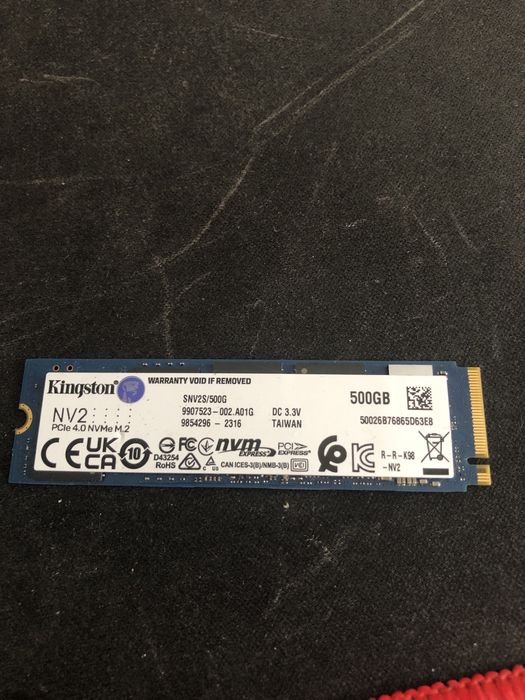 Kingston
WARRANTY VOID IF REMOVED
NV2
PCIe 4.0 NVMe M.2
SNV2S/500G
9907523-002.A01G
9854296 - 2316
DC 3.3V
TAIWAN
500GB
50026B76865D63E8
CE
UK
CA
10
D43254
RoHS
FC
C US
nvm
EXPRESS
PCI
EXPRESS
CAN ICES-3(B)/NMB-3(B)
VCI
R-R-K98
-NV2